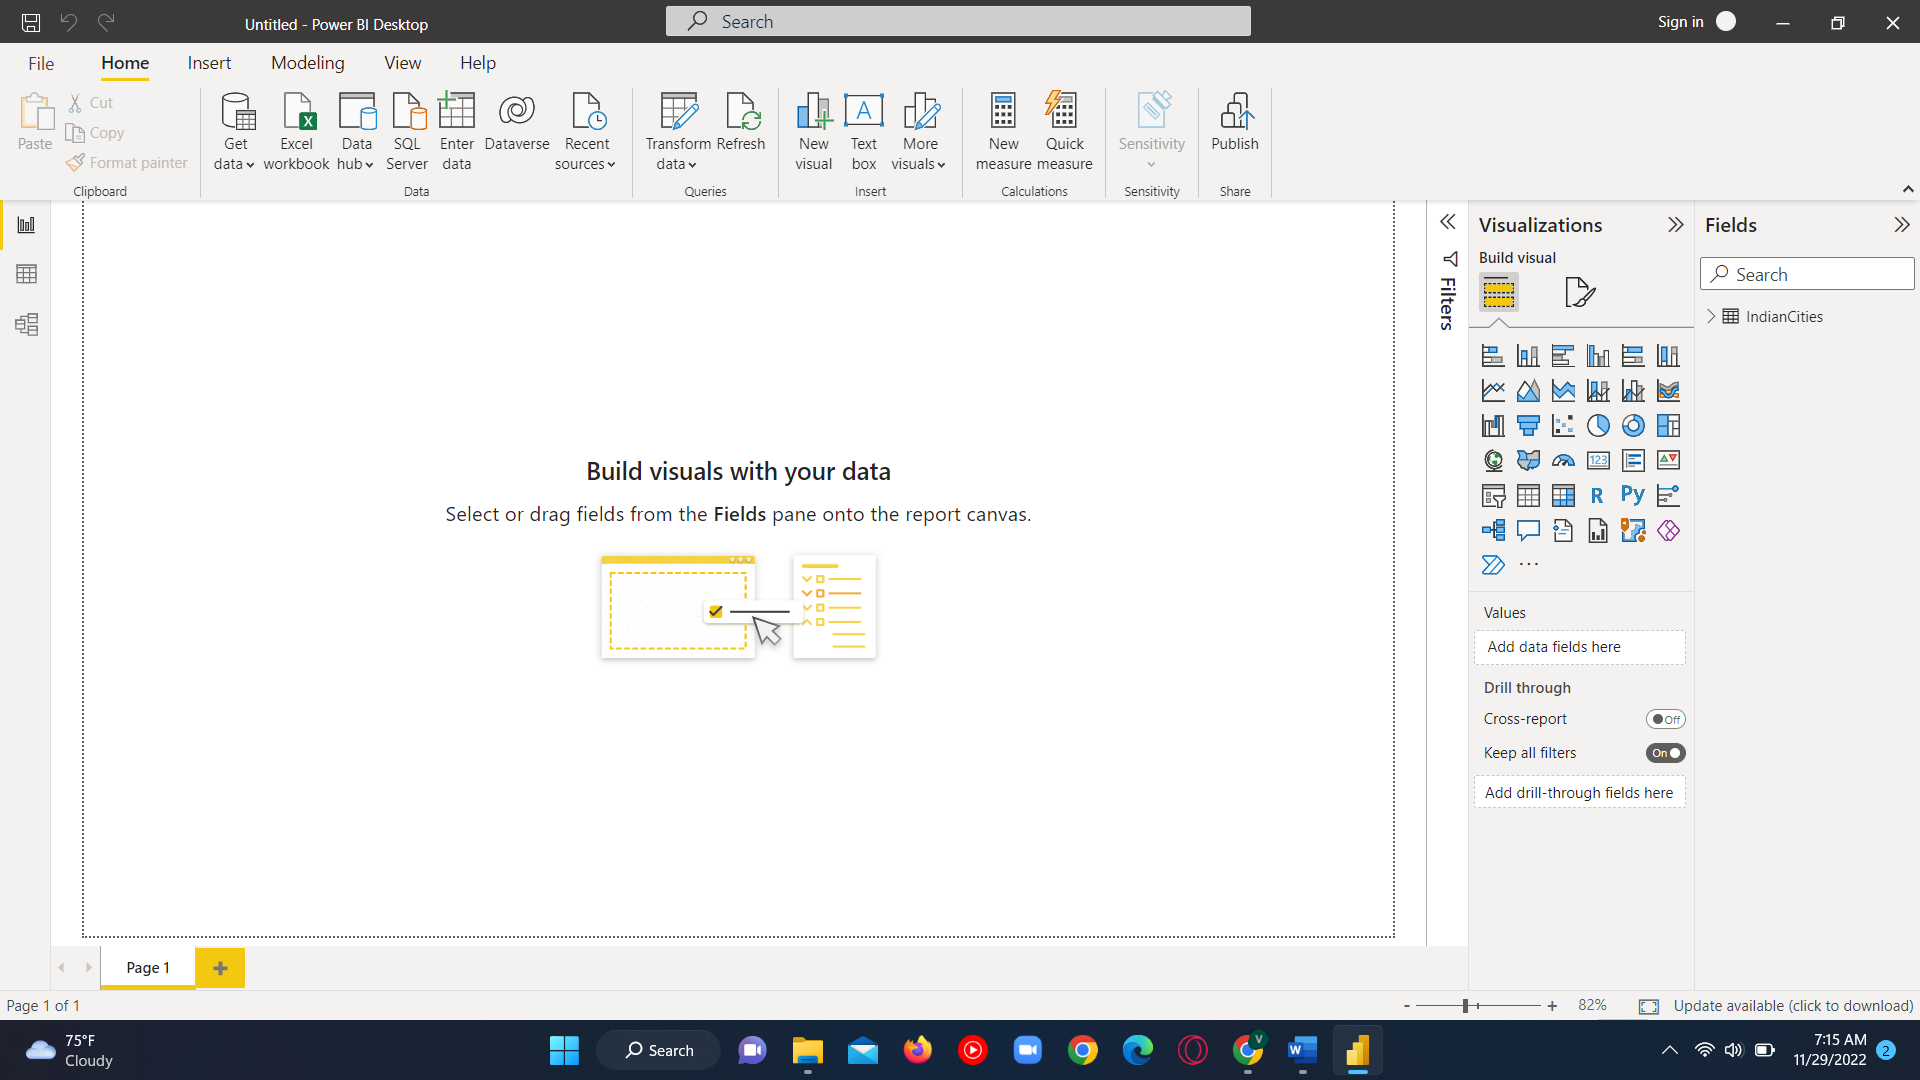 Untitled - Power BI Desktop
Search
Sign in
File
Home
Insert
Modeling
View
Help
Paste
Cut
Copy
Format painter
Clipboard
Get data
Excel workbook
Data hub
SQL Server
Enter data
Dataverse
Recent sources
Data
Transform data
Refresh
Queries
New visual
Text box
More visuals
Insert
New measure
Quick measure
Calculations
Sensitivity
Sensitivity
Publish
Share
Build visuals with your data
Select or drag fields from the Fields pane onto the report canvas.
Filters
Visualizations
Build visual
123
R
Py
...
Values
Add data fields here
Drill through
Cross-report
Off
Keep all filters
On
Add drill-through fields here
Fields
Search
IndianCities
Page 1
Page 1 of 1
- + 82%
Update available (click to download)
75°F
Cloudy
Search
V
7:15 AM
11/29/2022
2